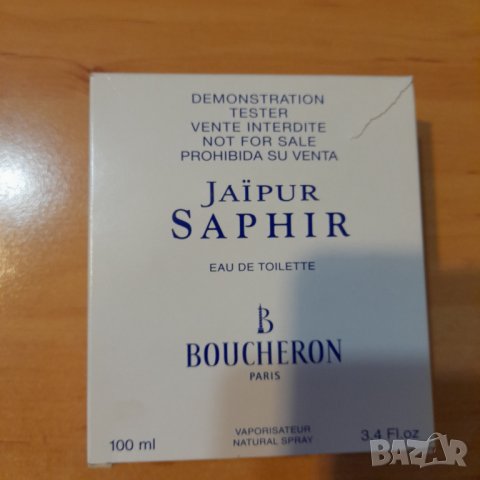 DEMONSTRATION
TESTER
VENTE INTERDITE
NOT FOR SALE
PROHIBIDA SU VENTA
JAÏPUR
SAPHIR
EAU DE TOILETTE
B
BOUCHERON
PARIS
VAPORISATEUR
NATURAL SPRAY
100 ml
3.4 Fl.oz
BAZAR